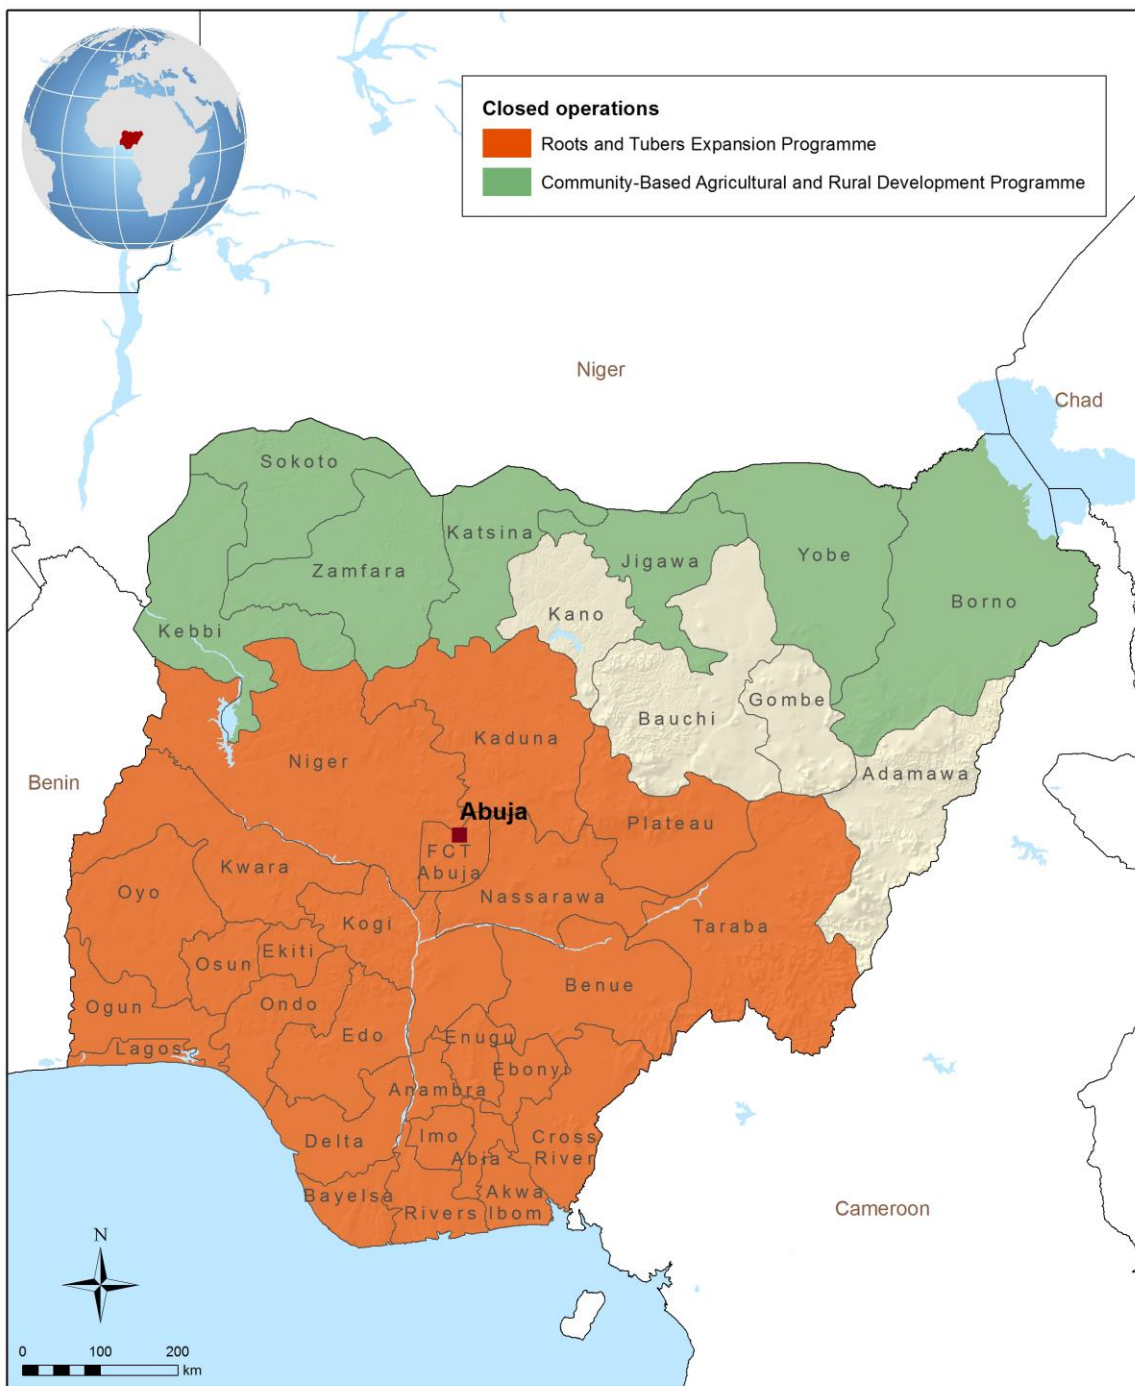 Closed operations
Roots and Tubers Expansion Programme
Community-Based Agricultural and Rural Development Programme
Niger
Chad
Sokoto
Katsina
Zamfara
Jigawa
Yobe
Borno
Kebbi
Kano
Gombe
Bauchi
Kaduna
Niger
Adamawa
Benin
Abuja
FCT
Abuja
Plateau
Kwara
Oyo
Nassarawa
Kogi
Taraba
Osun
Ekiti
Benue
Ogun
Ondo
Edo
Enugu
Lagos
Ebonyi
Anambra
Delta
Imo
Abia
Cross
River
Bayelsa
Rivers
Akwa
Ibom
Cameroon
N
0 100 200
km